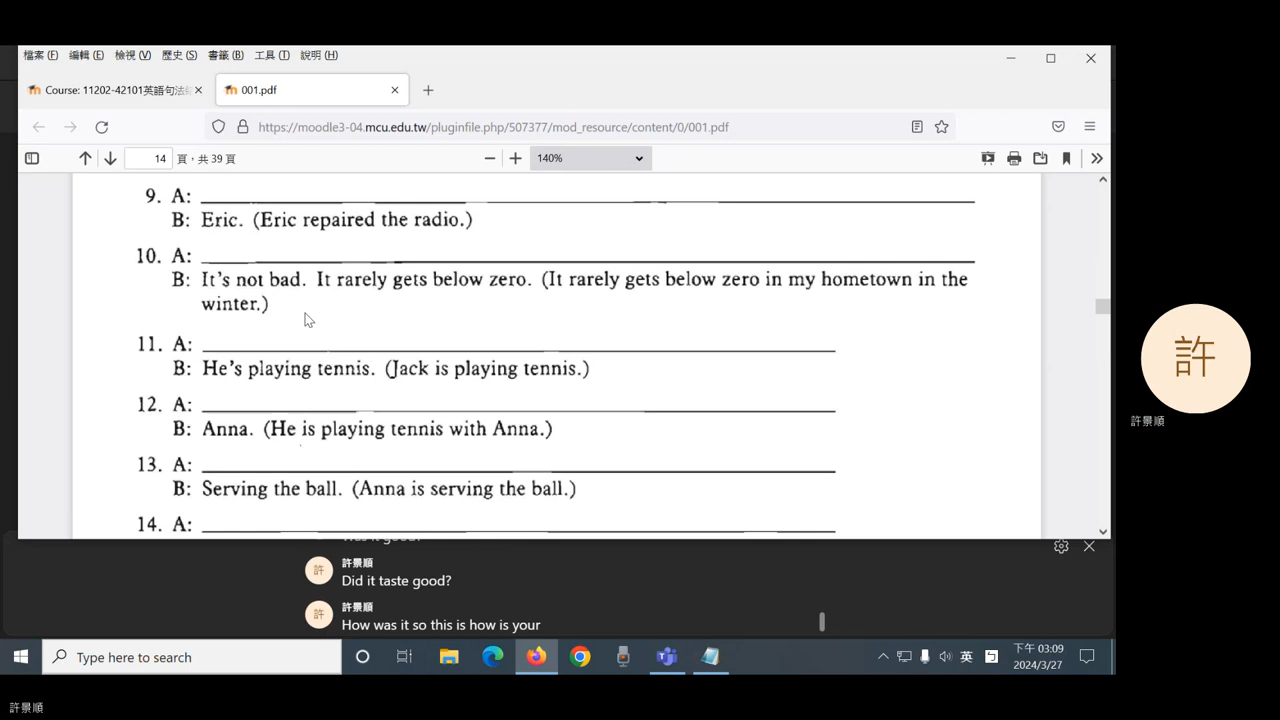 檔案(F) 編輯(E) 檢視(V) 歷史(S) 書籤(B) 工具(T) 說明(H)
Course: 11202-42101英語句法
001.pdf
https://moodle3-04.mcu.edu.tw/pluginfile.php/507377/mod_resource/content/0/001.pdf
14 頁，共 39 頁
140%
9. A:
B: Eric. (Eric repaired the radio.)
10. A:
B: It's not bad. It rarely gets below zero. (It rarely gets below zero in my hometown in the
winter.)
11. A:
B: He's playing tennis. (Jack is playing tennis.)
12. A:
B: Anna. (He is playing tennis with Anna.)
13. A:
B: Serving the ball. (Anna is serving the ball.)
14. A:
許
許景順
許
許景順
Did it taste good?
許
許景順
How was it so this is how is your
Type here to search
英
下午 03:09
2024/3/27
許景順